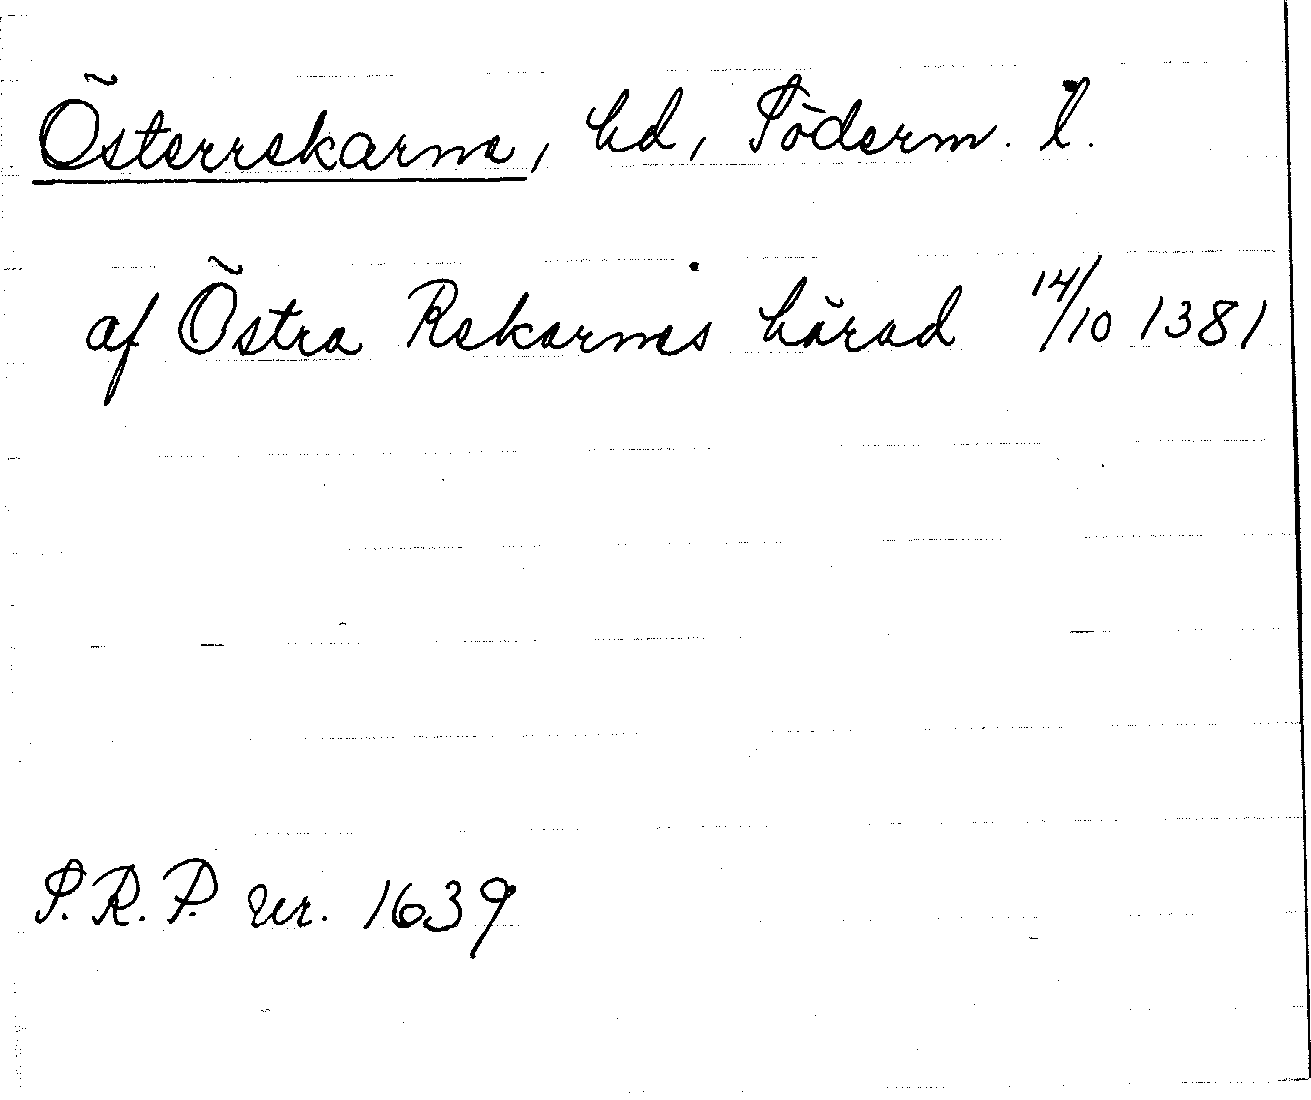 Österrekarne, hd, Söderm. l.
af Östra Rekarnes härad 14/10 1381
S.R.P. nr. 1639